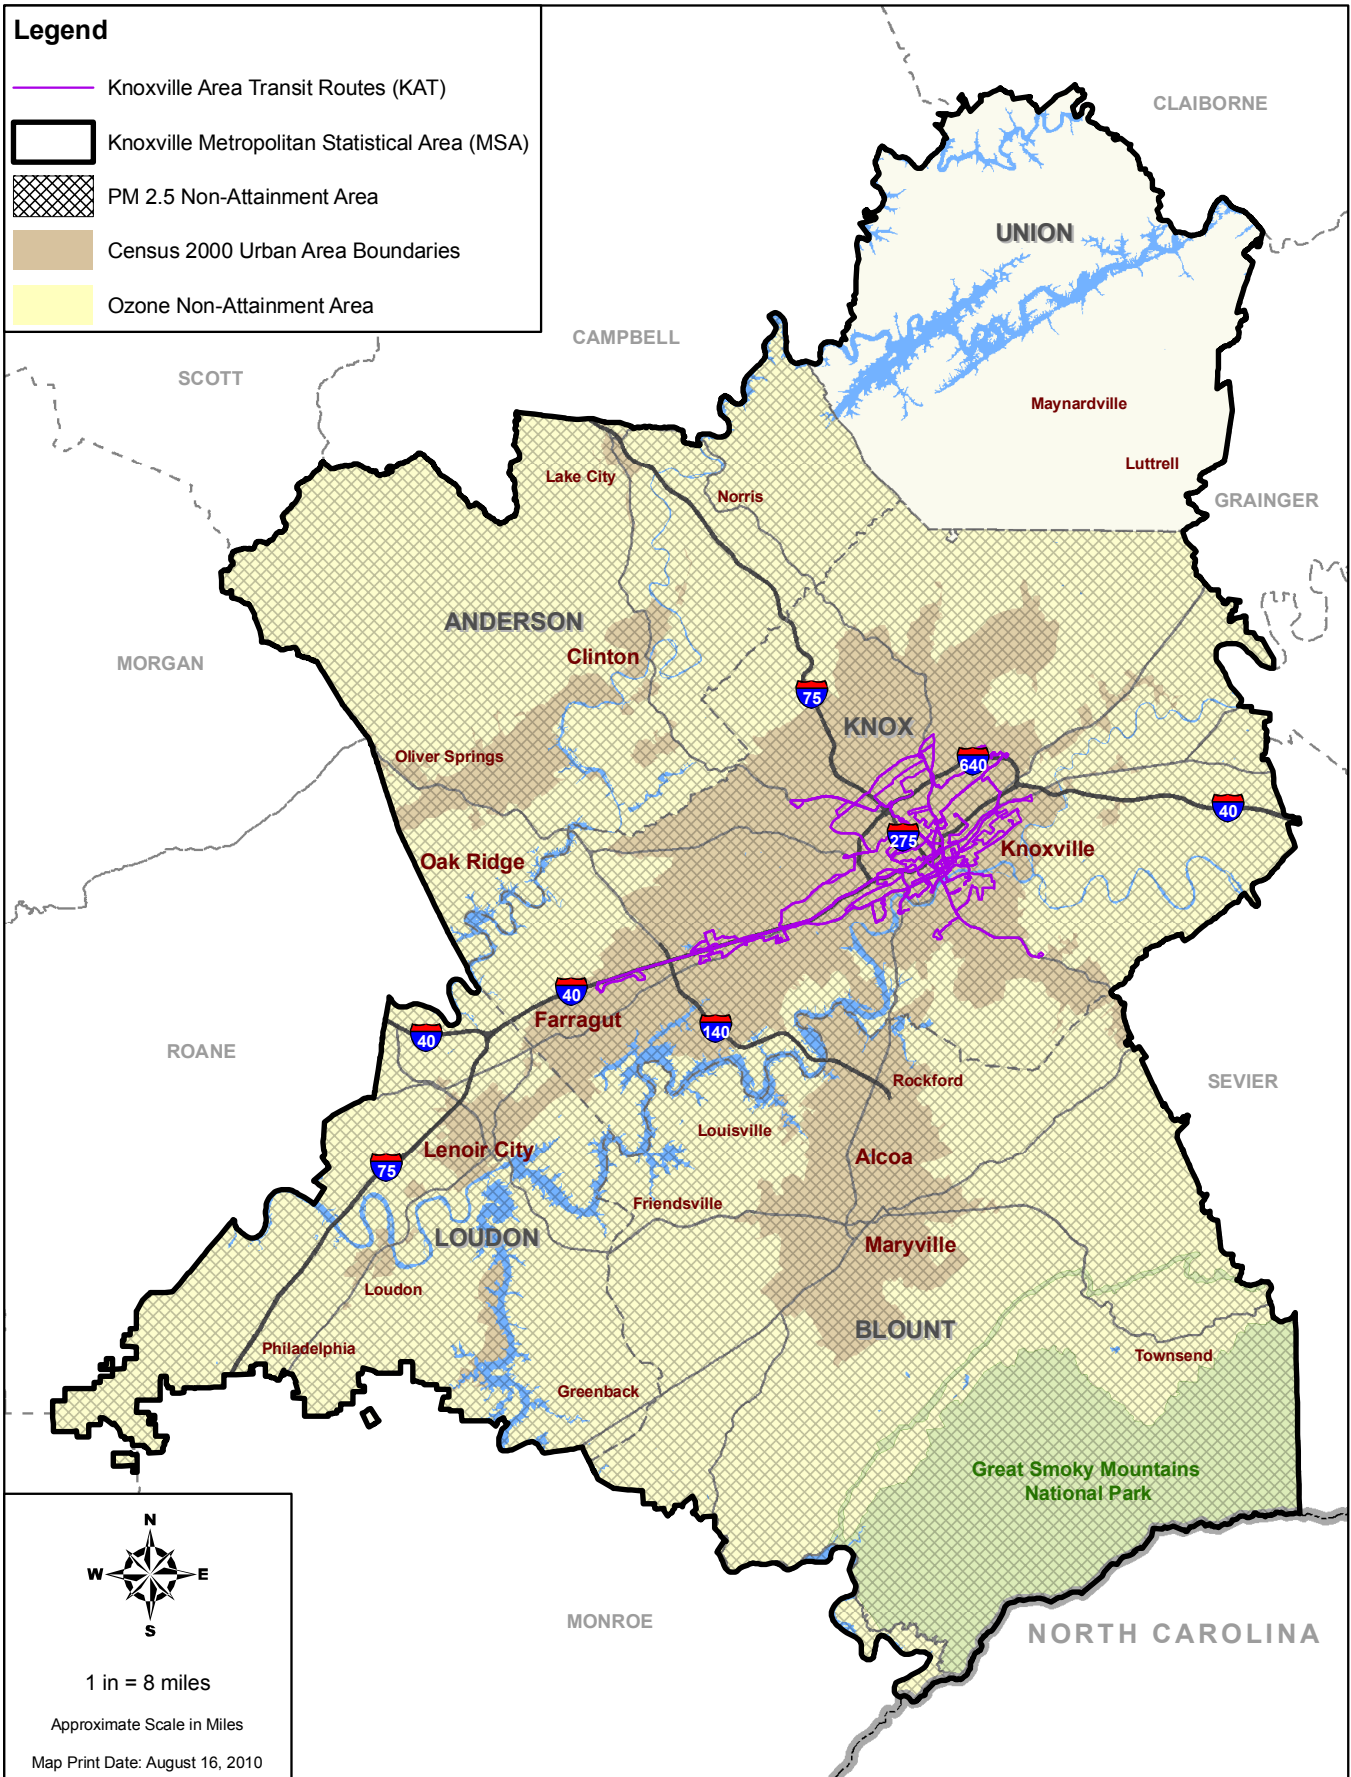 Legend
Knoxville Area Transit Routes (KAT)
Knoxville Metropolitan Statistical Area (MSA)
PM 2.5 Non-Attainment Area
Census 2000 Urban Area Boundaries
Ozone Non-Attainment Area
CLAIBORNE
UNION
CAMPBELL
SCOTT
Maynardville
Luttrell
Lake City
Norris
GRAINGER
ANDERSON
Clinton
MORGAN
75
KNOX
Oliver Springs
640
40
275
Knoxville
Oak Ridge
40
Farragut
40
140
ROANE
Rockford
SEVIER
Louisville
Lenoir City
Alcoa
75
Friendsville
LOUDON
Maryville
Loudon
BLOUNT
Philadelphia
Townsend
Greenback
Great Smoky Mountains
National Park
N
W
E
S
MONROE
NORTH CAROLINA
1 in = 8 miles
Approximate Scale in Miles
Map Print Date: August 16, 2010